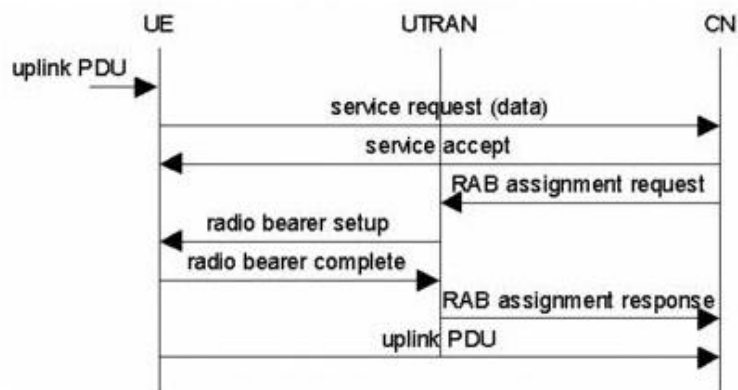 UE UTRAN CN
uplink PDU
service request (data)
service accept
RAB assignment request
radio bearer setup
radio bearer complete
RAB assignment response
uplink PDU